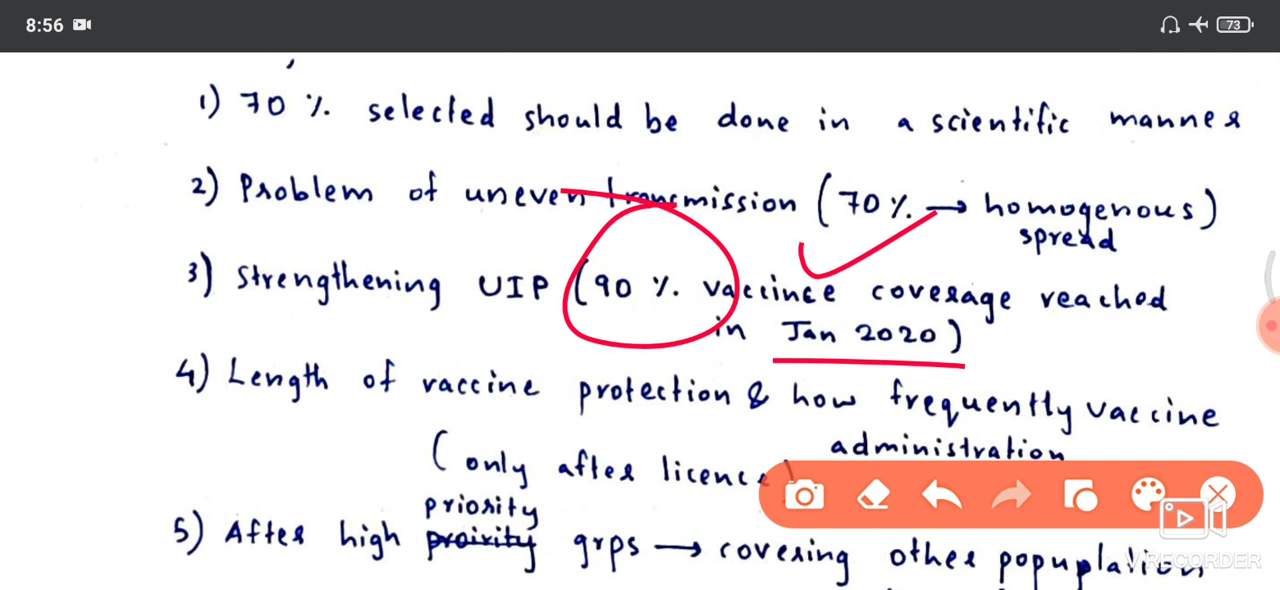 8:56
73
1) 70 % selected should be done in a scientific manner
2) Problem of uneven transmission (70% → homogenous)
spread
3) Strengthening UIP (90 % vaccince coverage reached
in Jan 2020)
4) Length of vaccine protection & how frequently vaccine
administration
(only after licence)
priority
5) After high proirity grps → covering other popuplation
V RECORDER